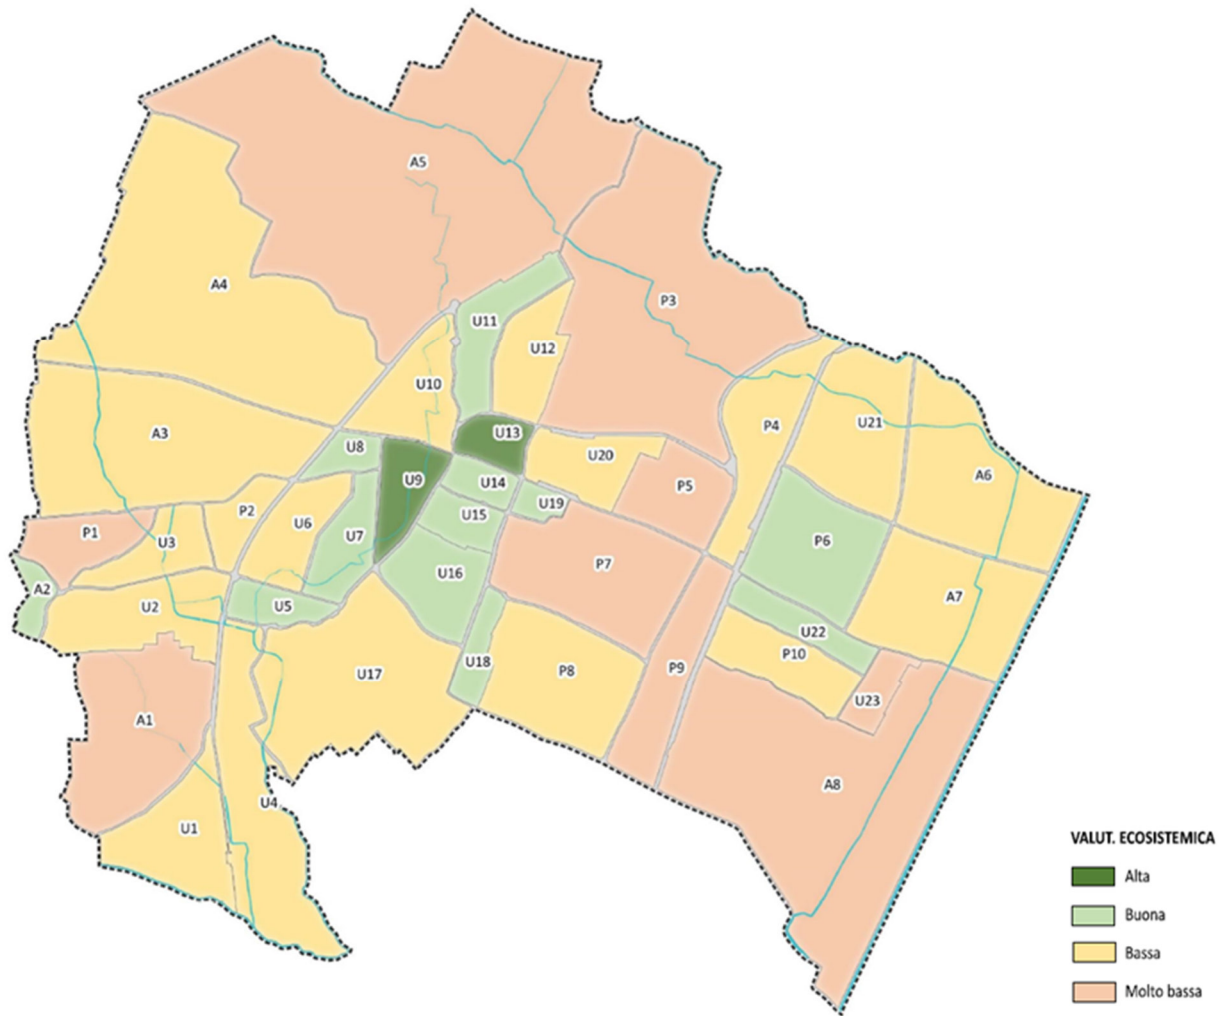 A5
A4
P3
U11
U12
U10
P4
U21
A3
U13
U8
U20
A6
U9
U14
P5
U19
P2
U15
U6
P1
U3
U7
P6
P7
U16
A2
A7
U2
U5
U22
P10
U18
P9
P8
U17
U23
A1
A8
U4
U1
VALUT. ECOSISTEMICA
Alta
Buona
Bassa
Molto bassa